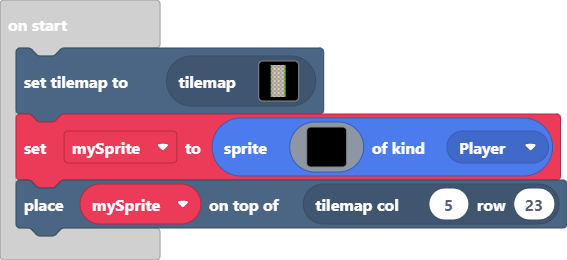 on start
set tilemap to tilemap
set mySprite to sprite of kind Player
place mySprite on top of tilemap col 5 row 23